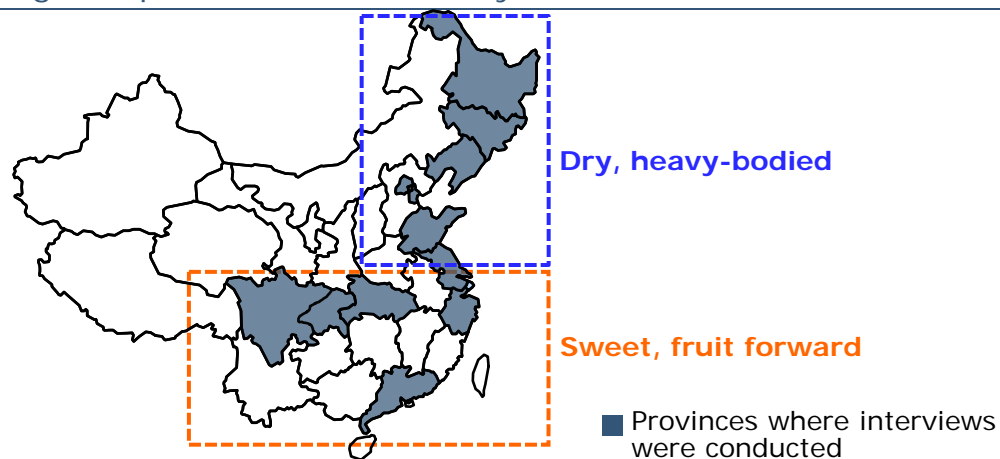 Dry, heavy-bodied
Sweet, fruit forward
Provinces where interviews
were conducted